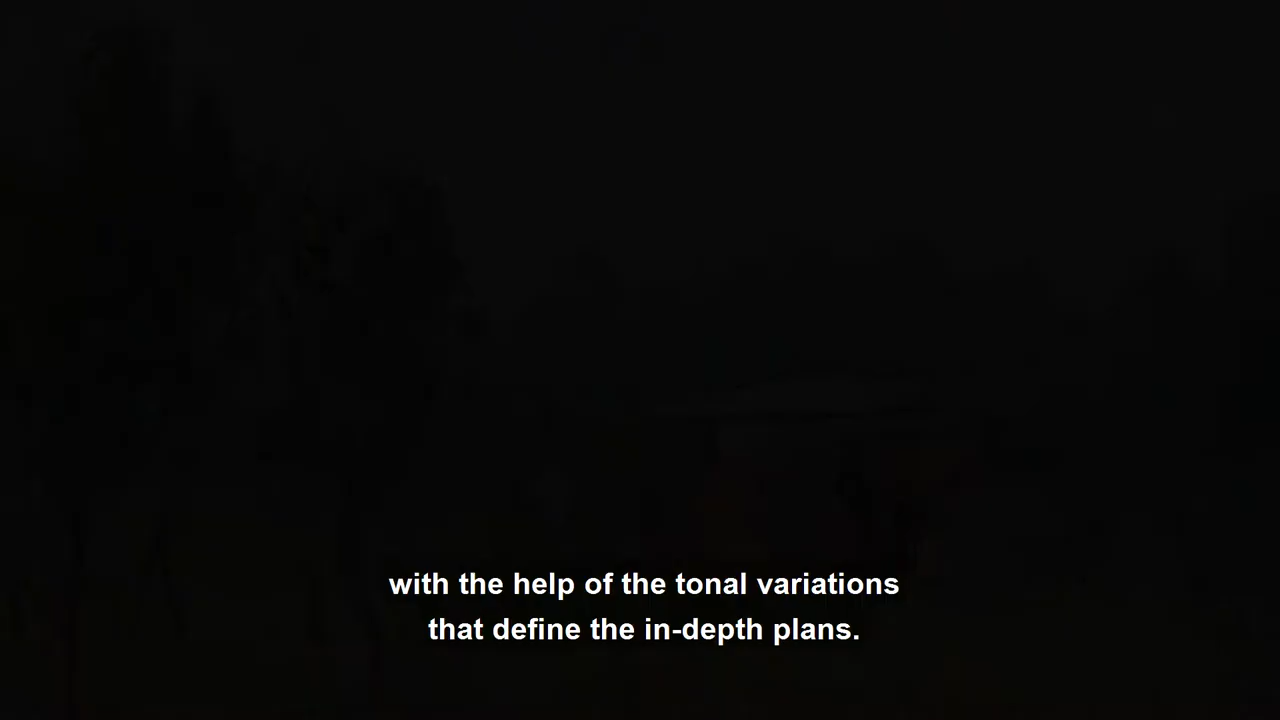 with the help of the tonal variations
that define the in-depth plans.